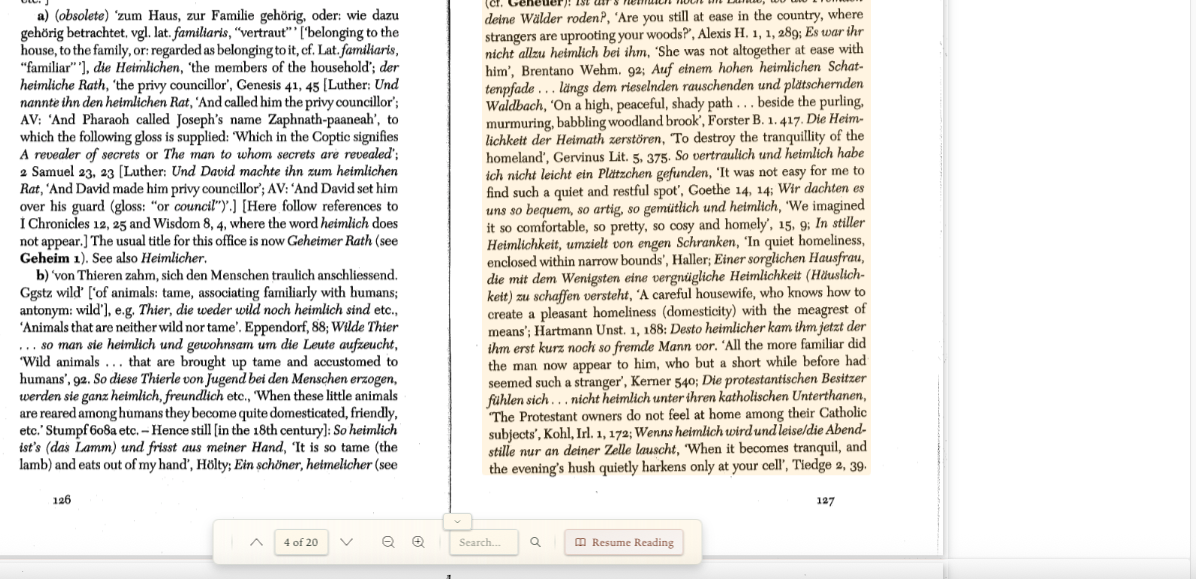 a) (obsolete) 'zum Haus, zur Familie gehörig, oder: wie dazu
gehörig betrachtet. vgl. lat. familiaris, "vertraut"' ['belonging to the
house, to the family, or: regarded as belonging to it, cf. Lat. familiaris,
"familiar"'], die Heimlichen, 'the members of the household'; der
heimliche Rath, 'the privy councillor', Genesis 41, 45 [Luther: Und
nannte ihn den heimlichen Rat, 'And called him the privy councillor';
AV: 'And Pharaoh called Joseph's name Zaphnath-paaneah', to
which the following gloss is supplied: 'Which in the Coptic signifies
A revealer of secrets or The man to whom secrets are revealed';
2 Samuel 23, 23 [Luther: Und David machte ihn zum heimlichen
Rat, 'And David made him privy councillor'; AV: 'And David set him
over his guard (gloss: "or council")'.] [Here follow references to
I Chronicles 12, 25 and Wisdom 8, 4, where the word heimlich does
not appear.] The usual title for this office is now Geheimer Rath (see
Geheim 1). See also Heimlicher.
b) 'von Thieren zahm, sich den Menschen traulich anschliessend.
Ggstz wild' ['of animals: tame, associating familiarly with humans;
antonym: wild'], e.g. Thier, die weder wild noch heimlich sind etc.,
'Animals that are neither wild nor tame'. Eppendorf, 88; Wilde Thier
... so man sie heimlich und gewohnsam um die Leute aufzeucht,
'Wild animals ... that are brought up tame and accustomed to
humans', 92. So diese Thierle von Jugend bei den Menschen erzogen,
werden sie ganz heimlich, freundlich etc., 'When these little animals
are reared among humans they become quite domesticated, friendly,
etc.' Stumpf 608a etc. – Hence still [in the 18th century]: So heimlich
ist's (das Lamm) und frisst aus meiner Hand, 'It is so tame (the
lamb) and eats out of my hand', Hölty; Ein schöner, heimelicher (see
126
(cf. Geheuer): Ist dir's heimlich noch im Lande, wo die Fremden
deine Wälder roden?, 'Are you still at ease in the country, where
strangers are uprooting your woods?', Alexis H. 1, 1, 289; Es war ihr
nicht allzu heimlich bei ihm, 'She was not altogether at ease with
him', Brentano Wehm. 92; Auf einem hohen heimlichen Schat-
tenpfade ... längs dem rieselnden rauschenden und plätschernden
Waldbach, 'On a high, peaceful, shady path ... beside the purling,
murmuring, babbling woodland brook', Forster B. 1. 417. Die Heim-
lichkeit der Heimath zerstören, 'To destroy the tranquillity of the
homeland', Gervinus Lit. 5, 375. So vertraulich und heimlich habe
ich nicht leicht ein Plätzchen gefunden, 'It was not easy for me to
find such a quiet and restful spot', Goethe 14, 14; Wir dachten es
uns so bequem, so artig, so gemütlich und heimlich, 'We imagined
it so comfortable, so pretty, so cosy and homely', 15, 9; In stiller
Heimlichkeit, umzielt von engen Schranken, 'In quiet homeliness,
enclosed within narrow bounds', Haller; Einer sorglichen Hausfrau,
die mit dem Wenigsten eine vergnügliche Heimlichkeit (Häuslich-
keit) zu schaffen versteht, 'A careful housewife, who knows how to
create a pleasant homeliness (domesticity) with the meagrest of
means'; Hartmann Unst. 1, 188; Desto heimlicher kam ihm jetzt der
ihm erst kurz noch so fremde Mann vor. 'All the more familiar did
the man now appear to him, who but a short while before had
seemed such a stranger', Kerner 540; Die protestantischen Besitzer
fühlen sich ... nicht heimlich unter ihren katholischen Unterthanen,
'The Protestant owners do not feel at home among their Catholic
subjects', Kohl, Irl. 1, 172; Wenns heimlich wird und leise/die Abend-
stille nur an deiner Zelle lauscht, 'When it becomes tranquil, and
the evening's hush quietly harkens only at your cell', Tiedge 2, 39.
127
4 of 20
Search...
Resume Reading